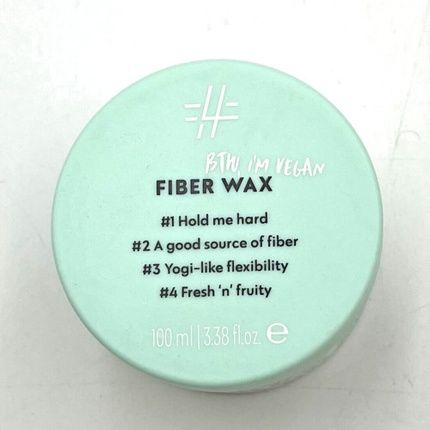 #4
BTW, I'M VEGAN
FIBER WAX
#1 Hold me hard
#2 A good source of fiber
#3 Yogi-like flexibility
#4 Fresh 'n' fruity
100 ml | 3.38 fl.oz. ℮